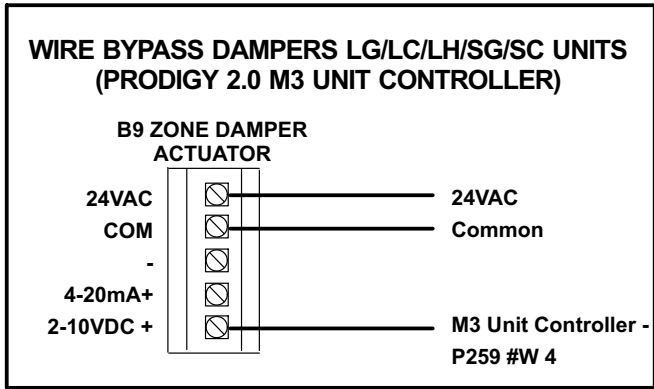 WIRE BYPASS DAMPERS LG/LC/LH/SG/SC UNITS
(PRODIGY 2.0 M3 UNIT CONTROLLER)
B9 ZONE DAMPER
ACTUATOR
24VAC
24VAC
COM
Common
-
4-20mA+
2-10VDC +
M3 Unit Controller -
P259 #W 4